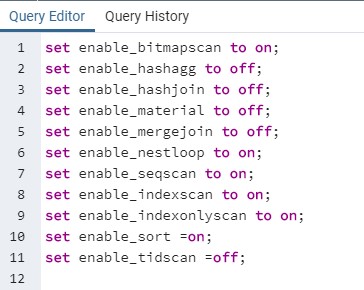 Query Editor Query History
1 set enable_bitmapscan to on;
2 set enable_hashagg to off;
3 set enable_hashjoin to off;
4 set enable_material to off;
5 set enable_mergejoin to off;
6 set enable_nestloop to on;
7 set enable_seqscan to on;
8 set enable_indexscan to on;
9 set enable_indexonlyscan to on;
10 set enable_sort =on;
11 set enable_tidscan =off;
12